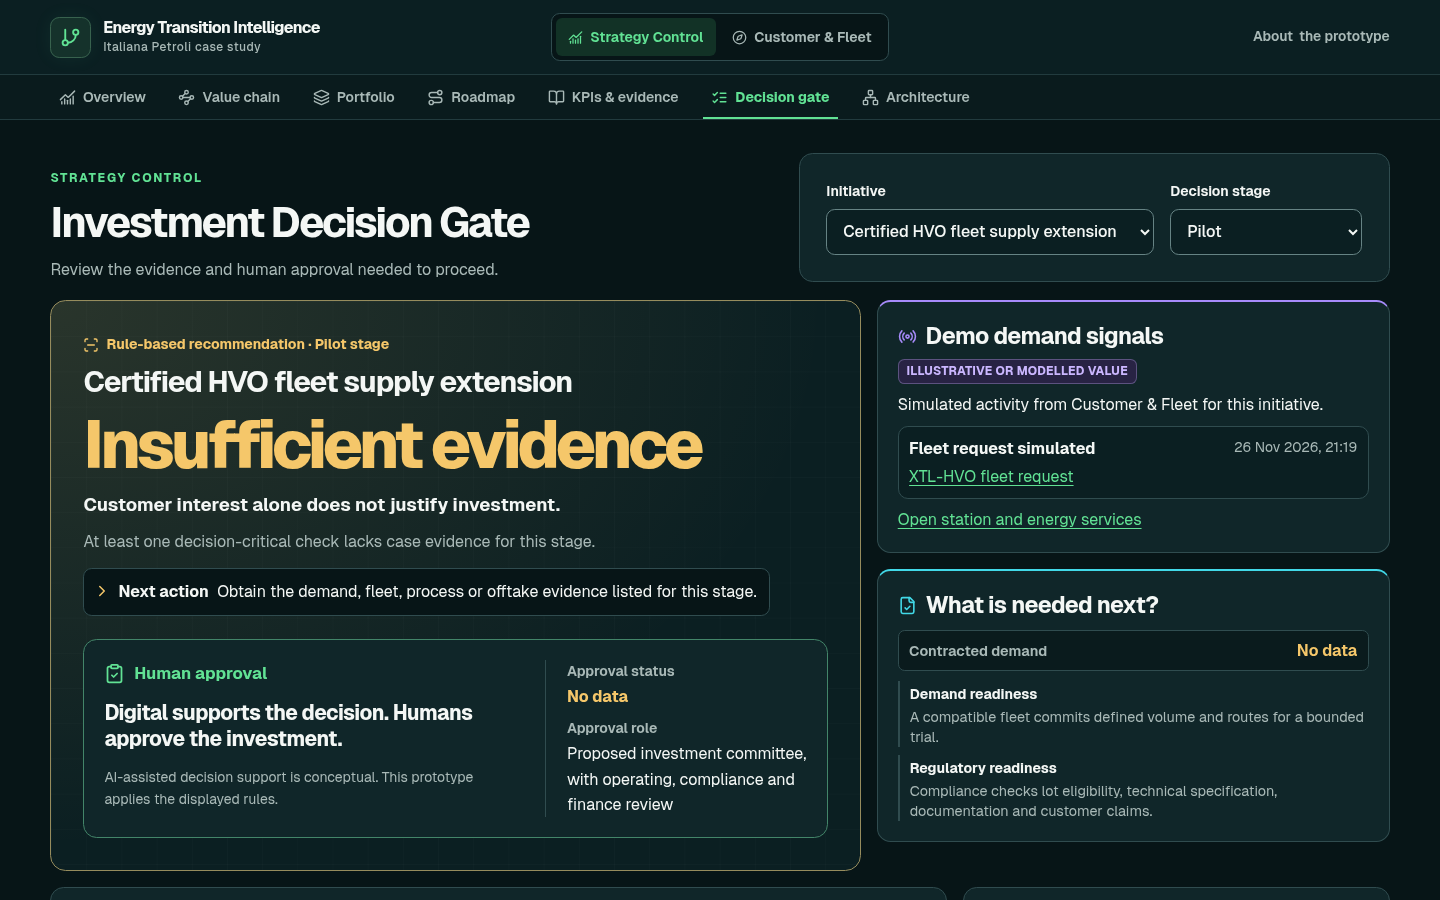 Energy Transition Intelligence
Italiana Petroli case study
Strategy Control
Customer & Fleet
About the prototype
Overview
Value chain
Portfolio
Roadmap
KPIs & evidence
Decision gate
Architecture
STRATEGY CONTROL
Investment Decision Gate
Review the evidence and human approval needed to proceed.
Initiative
Certified HVO fleet supply extension
Decision stage
Pilot
Rule-based recommendation · Pilot stage
Certified HVO fleet supply extension
Insufficient evidence
Customer interest alone does not justify investment.
At least one decision-critical check lacks case evidence for this stage.
Next action Obtain the demand, fleet, process or offtake evidence listed for this stage.
Human approval
Digital supports the decision. Humans
approve the investment.
AI-assisted decision support is conceptual. This prototype
applies the displayed rules.
Approval status
No data
Approval role
Proposed investment committee,
with operating, compliance and
finance review
Demo demand signals
ILLUSTRATIVE OR MODELLED VALUE
Simulated activity from Customer & Fleet for this initiative.
Fleet request simulated
26 Nov 2026, 21:19
XTL-HVO fleet request
Open station and energy services
What is needed next?
Contracted demand
No data
Demand readiness
A compatible fleet commits defined volume and routes for a bounded
trial.
Regulatory readiness
Compliance checks lot eligibility, technical specification,
documentation and customer claims.